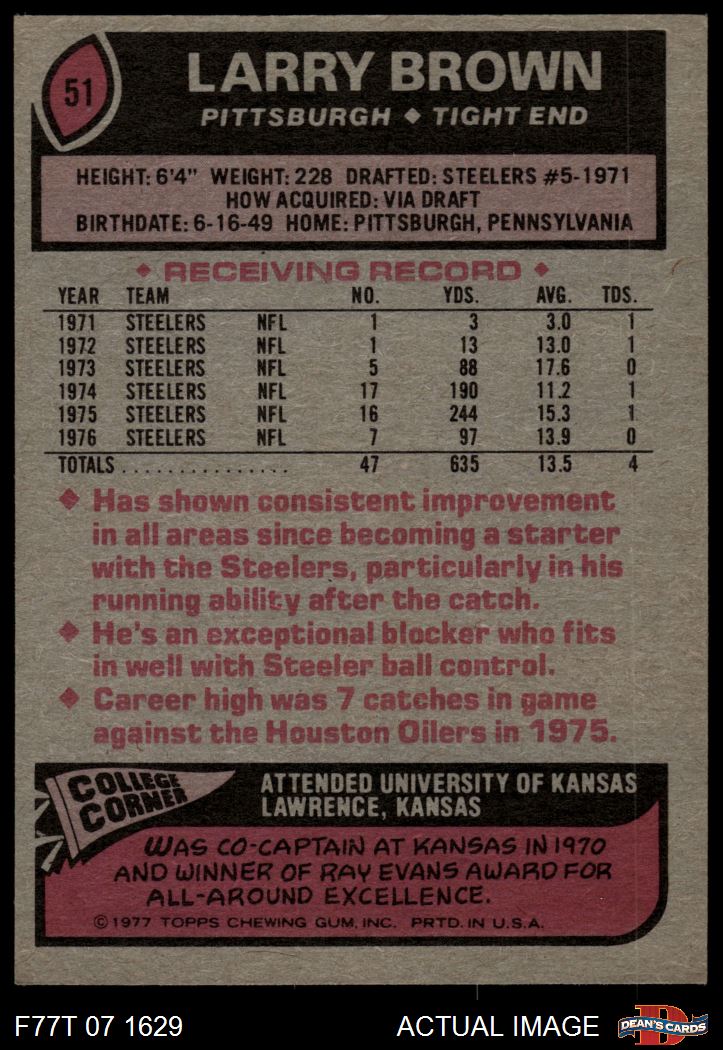 51
LARRY BROWN
PITTSBURGH ◆ TIGHT END
HEIGHT: 6'4" WEIGHT: 228 DRAFTED: STEELERS #5-1971
HOW ACQUIRED: VIA DRAFT
BIRTHDATE: 6-16-49 HOME: PITTSBURGH, PENNSYLVANIA
◆ RECEIVING RECORD ◆
YEAR TEAM NO. YDS. AVG. TDS.
1971 STEELERS NFL 1 3 3.0 1
1972 STEELERS NFL 1 13 13.0 1
1973 STEELERS NFL 5 88 17.6 0
1974 STEELERS NFL 17 190 11.2 1
1975 STEELERS NFL 16 244 15.3 1
1976 STEELERS NFL 7 97 13.9 0
TOTALS . . . . . . . . . . . . . . . 47 635 13.5 4
◆ Has shown consistent improvement
in all areas since becoming a starter
with the Steelers, particularly in his
running ability after the catch.
◆ He's an exceptional blocker who fits
in well with Steeler ball control.
◆ Career high was 7 catches in game
against the Houston Oilers in 1975.
COLLEGE
CORNER
ATTENDED UNIVERSITY OF KANSAS
LAWRENCE, KANSAS
WAS CO-CAPTAIN AT KANSAS IN 1970
AND WINNER OF RAY EVANS AWARD FOR
ALL-AROUND EXCELLENCE.
© 1977 TOPPS CHEWING GUM, INC. PRTD. IN U.S.A.
F77T 07 1629
ACTUAL IMAGE
D
DEAN'S CARDS